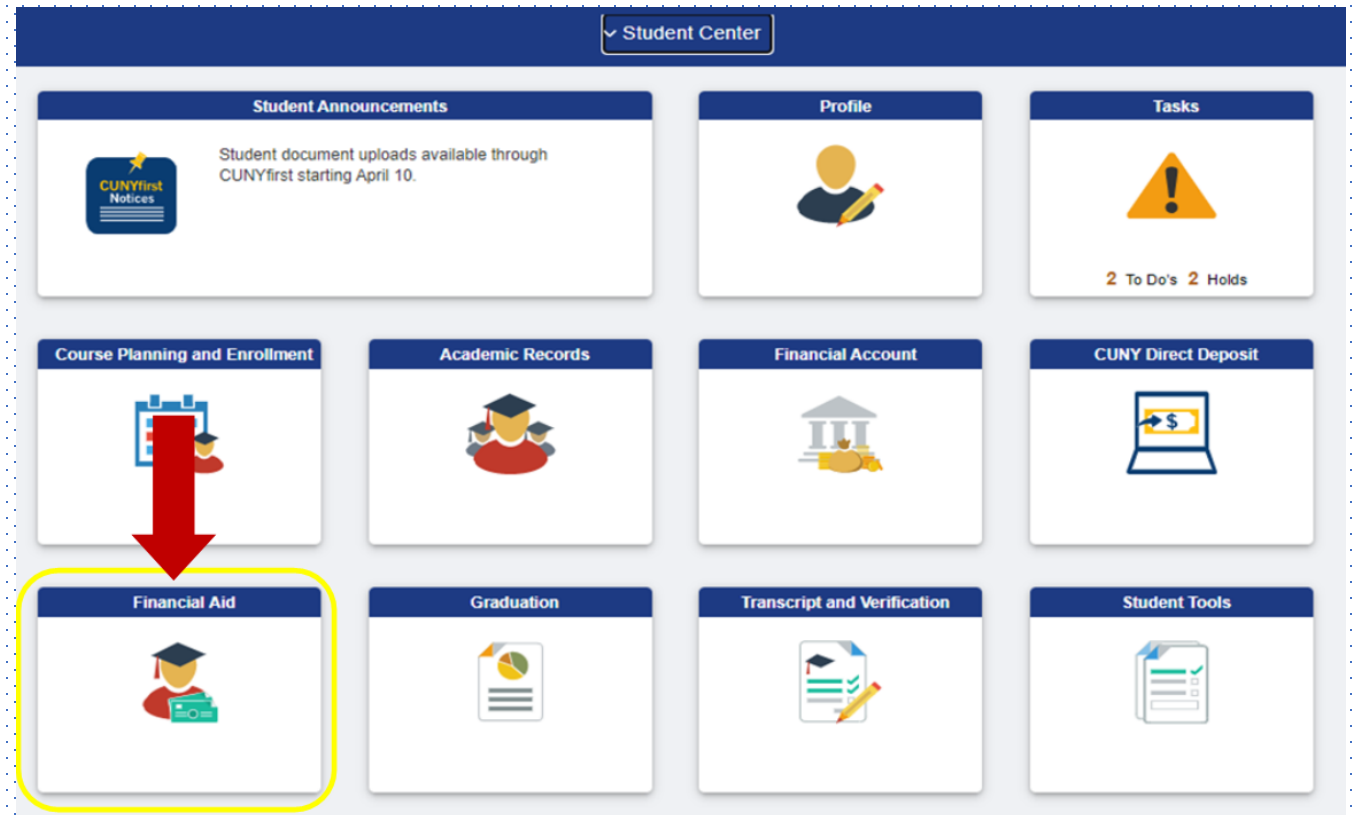 Student Center
Student Announcements
CUNYfirst
Notices
Student document uploads available through
CUNYfirst starting April 10.
Profile
Tasks
2 To Do's 2 Holds
Course Planning and Enrollment
Academic Records
Financial Account
CUNY Direct Deposit
$
Financial Aid
Graduation
Transcript and Verification
Student Tools